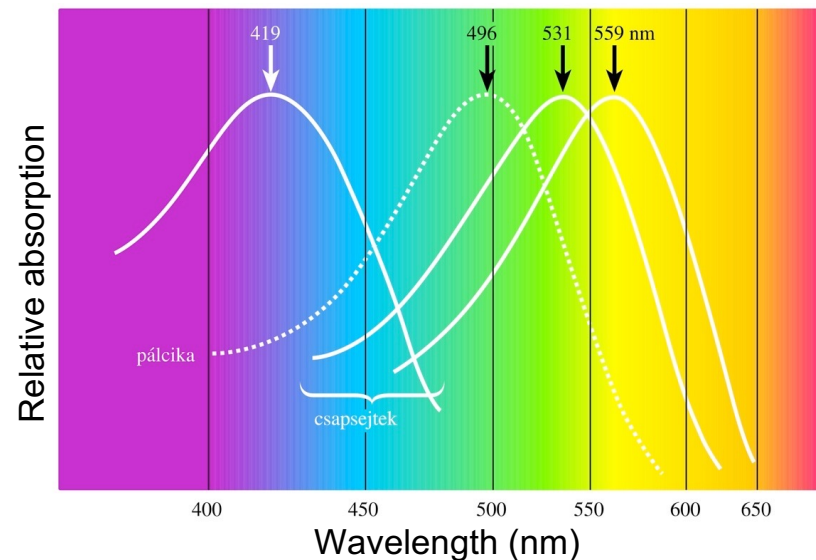 419 496 531 559 nm
Relative absorption
pálcika
csapsejtek
400 450 500 550 600 650
Wavelength (nm)